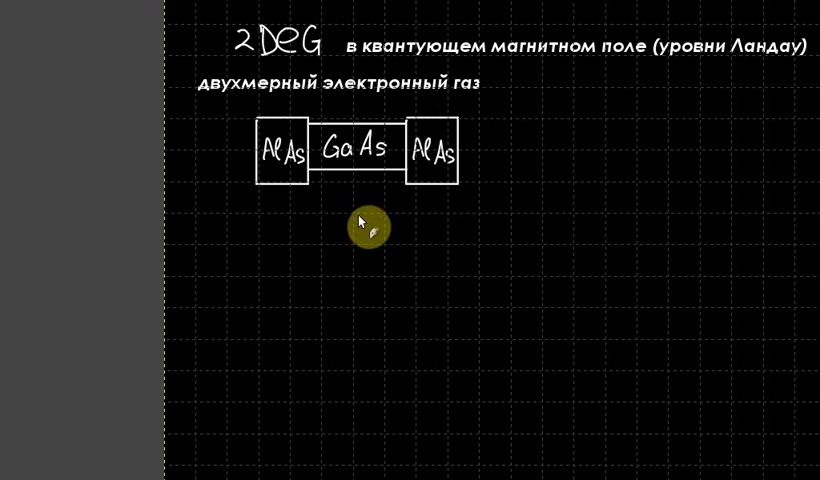 2DeG в квантующем магнитном поле (уровни Ландау)
двухмерный электронный газ
AlAs GaAs AlAs